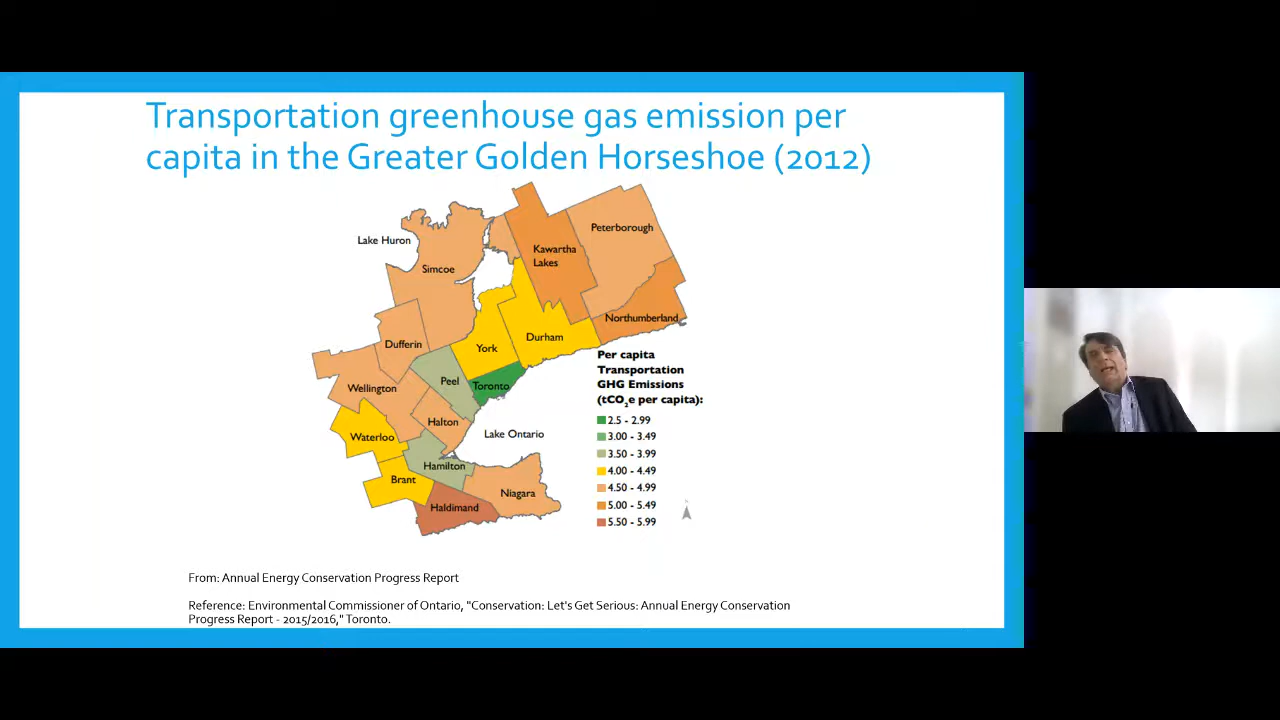 Transportation greenhouse gas emission per
capita in the Greater Golden Horseshoe (2012)
Lake Huron
Simcoe
Kawartha
Lakes
Peterborough
Northumberland
Durham
York
Dufferin
Peel
Toronto
Wellington
Halton
Lake Ontario
Waterloo
Hamilton
Brant
Niagara
Haldimand
Per capita
Transportation
GHG Emissions
(tCO2e per capita):
2.5 - 2.99
3.00 - 3.49
3.50 - 3.99
4.00 - 4.49
4.50 - 4.99
5.00 - 5.49
5.50 - 5.99
From: Annual Energy Conservation Progress Report
Reference: Environmental Commissioner of Ontario, "Conservation: Let's Get Serious: Annual Energy Conservation
Progress Report - 2015/2016," Toronto.